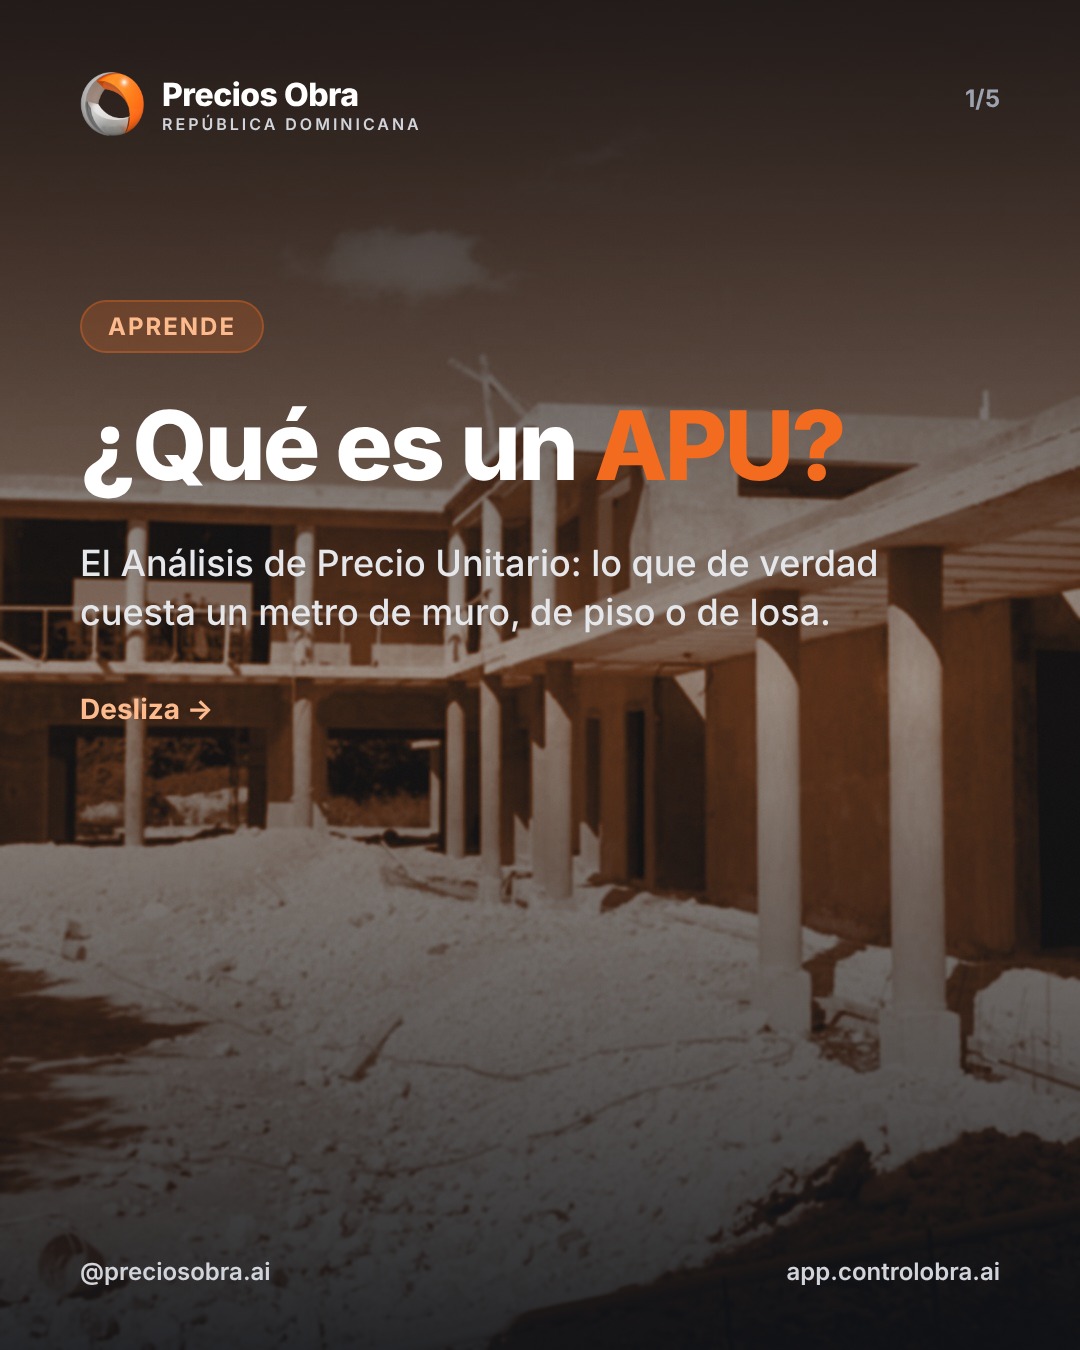 Precios Obra
REPÚBLICA DOMINICANA
1/5
APRENDE
¿Qué es un APU?
El Análisis de Precio Unitario: lo que de verdad
cuesta un metro de muro, de piso o de losa.
Desliza →
@preciosobra.ai
app.controlobra.ai